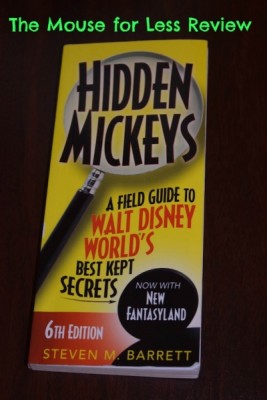 The Mouse for Less Review
HIDDEN
MICKEYS
A FIELD GUIDE TO
WALT DISNEY
WORLD'S
BEST KEPT
SECRETS
NOW WITH
NEW
FANTASYLAND
6TH EDITION
STEVEN M. BARRETT